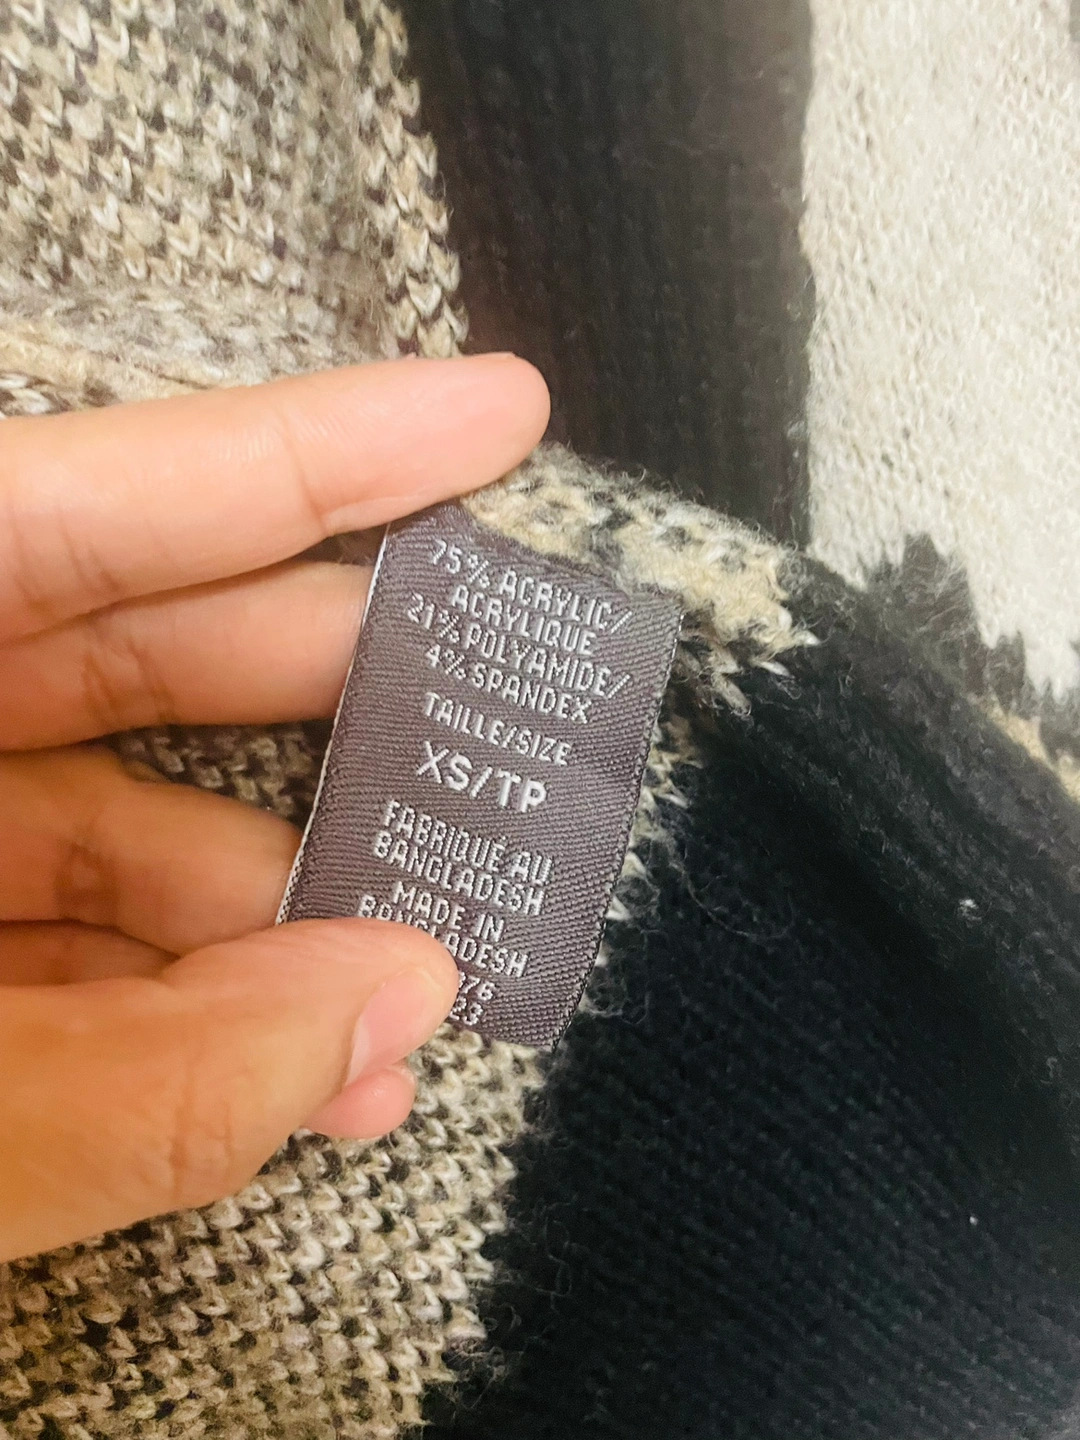 75% ACRYLIC/
ACRYLIQUE
21% POLYAMIDE/
4% SPANDEX
TAILLE/SIZE
XS/TP
FABRIQUÉ AU
BANGLADESH
MADE IN
BANGLADESH